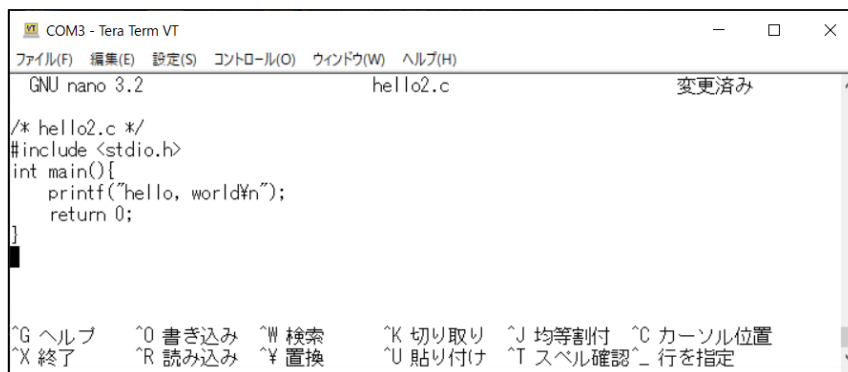 COM3 - Tera Term VT
ファイル(F) 編集(E) 設定(S) コントロール(O) ウィンドウ(W) ヘルプ(H)
GNU nano 3.2 hello2.c 変更済み
/* hello2.c */
#include <stdio.h>
int main(){
    printf("hello, world¥n");
    return 0;
}
^G ヘルプ ^O 書き込み ^W 検索 ^K 切り取り ^J 均等割付 ^C カーソル位置
^X 終了 ^R 読み込み ^¥ 置換 ^U 貼り付け ^T スペル確認 ^_ 行を指定